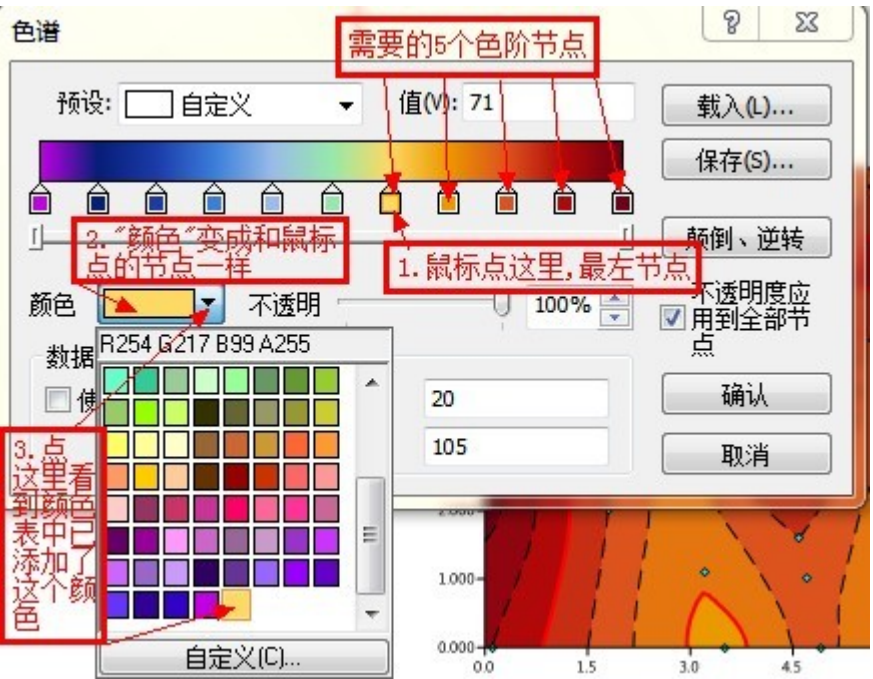 色谱
需要的5个色阶节点
预设: 自定义
值(V): 71
载入(L)...
保存(S)...
2."颜色"变成和鼠标
点的节点一样
1.鼠标点这里,最左节点
颠倒、逆转
颜色
不透明
100%
不透明度应
用到全部节
点
R254 G217 B99 A255
数据
使
20
105
确认
取消
3.点
这里看
到颜色
表中已
添加了
这个颜
色
自定义(C)...
2.000
1.000
0.000
0.0
1.5
3.0
4.5